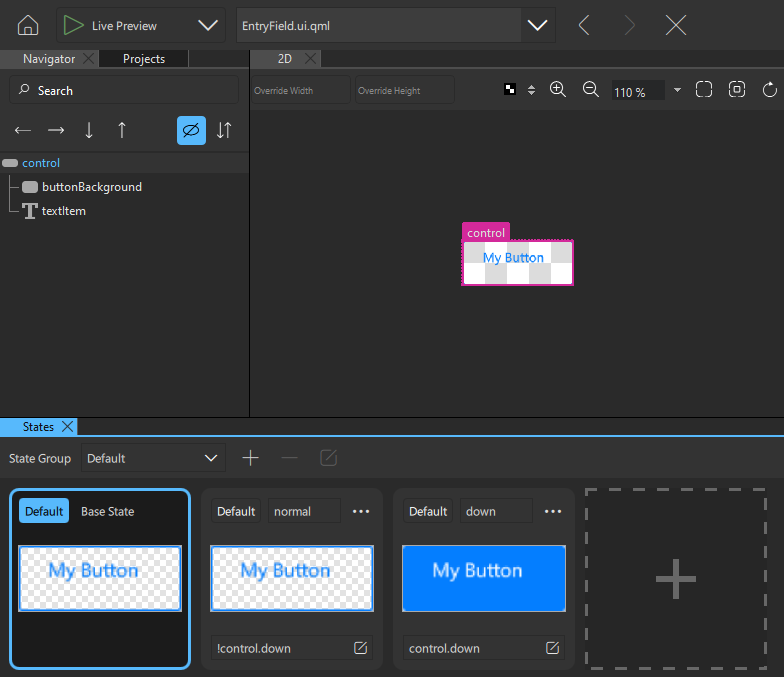 Live Preview
EntryField.ui.qml
Navigator
Projects
2D
Search
Override Width
Override Height
110 %
control
buttonBackground
textItem
control
My Button
States
State Group
Default
Default
Base State
Default
normal
Default
down
My Button
My Button
My Button
!control.down
control.down